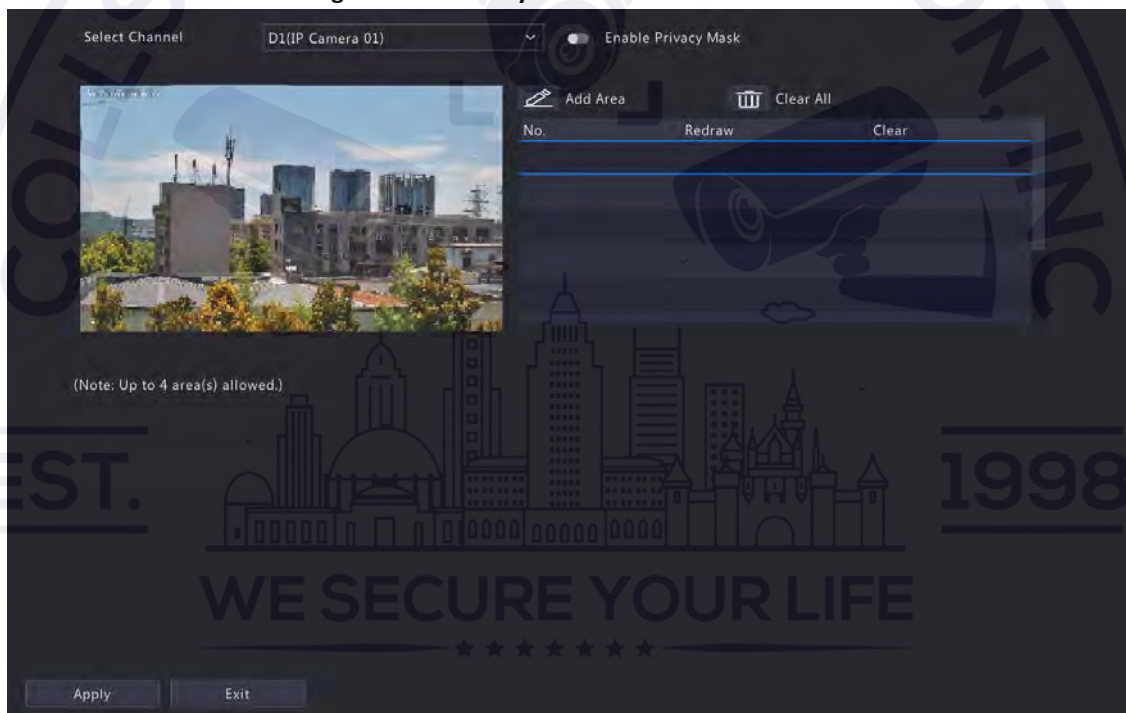 Select Channel
D1(IP Camera 01)
Enable Privacy Mask
Add Area
Clear All
No.
Redraw
Clear
(Note: Up to 4 area(s) allowed.)
EST.
1998
WE SECURE YOUR LIFE
Apply
Exit